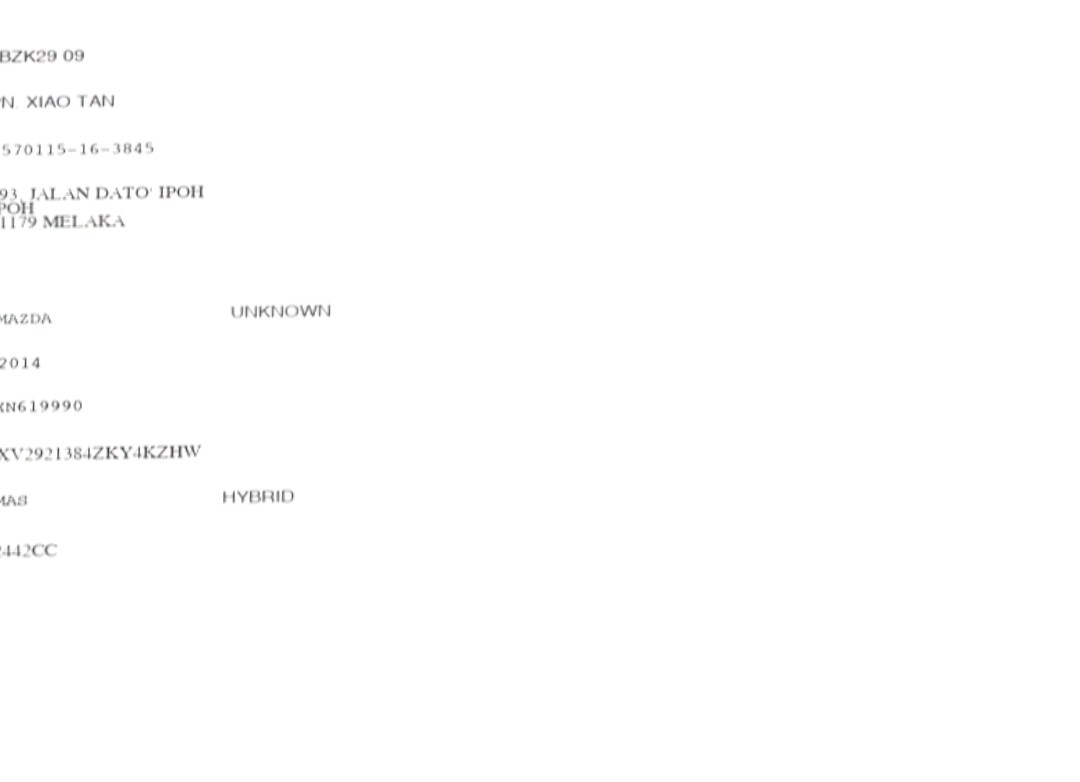 BZK29 09
N. XIAO TAN
570115-16-3845
93, JALAN DATO' IPOH
POH
1179 MELAKA
MAZDA UNKNOWN
2014
KN619990
XV2921384ZKY4KZHW
MAS HYBRID
2442CC